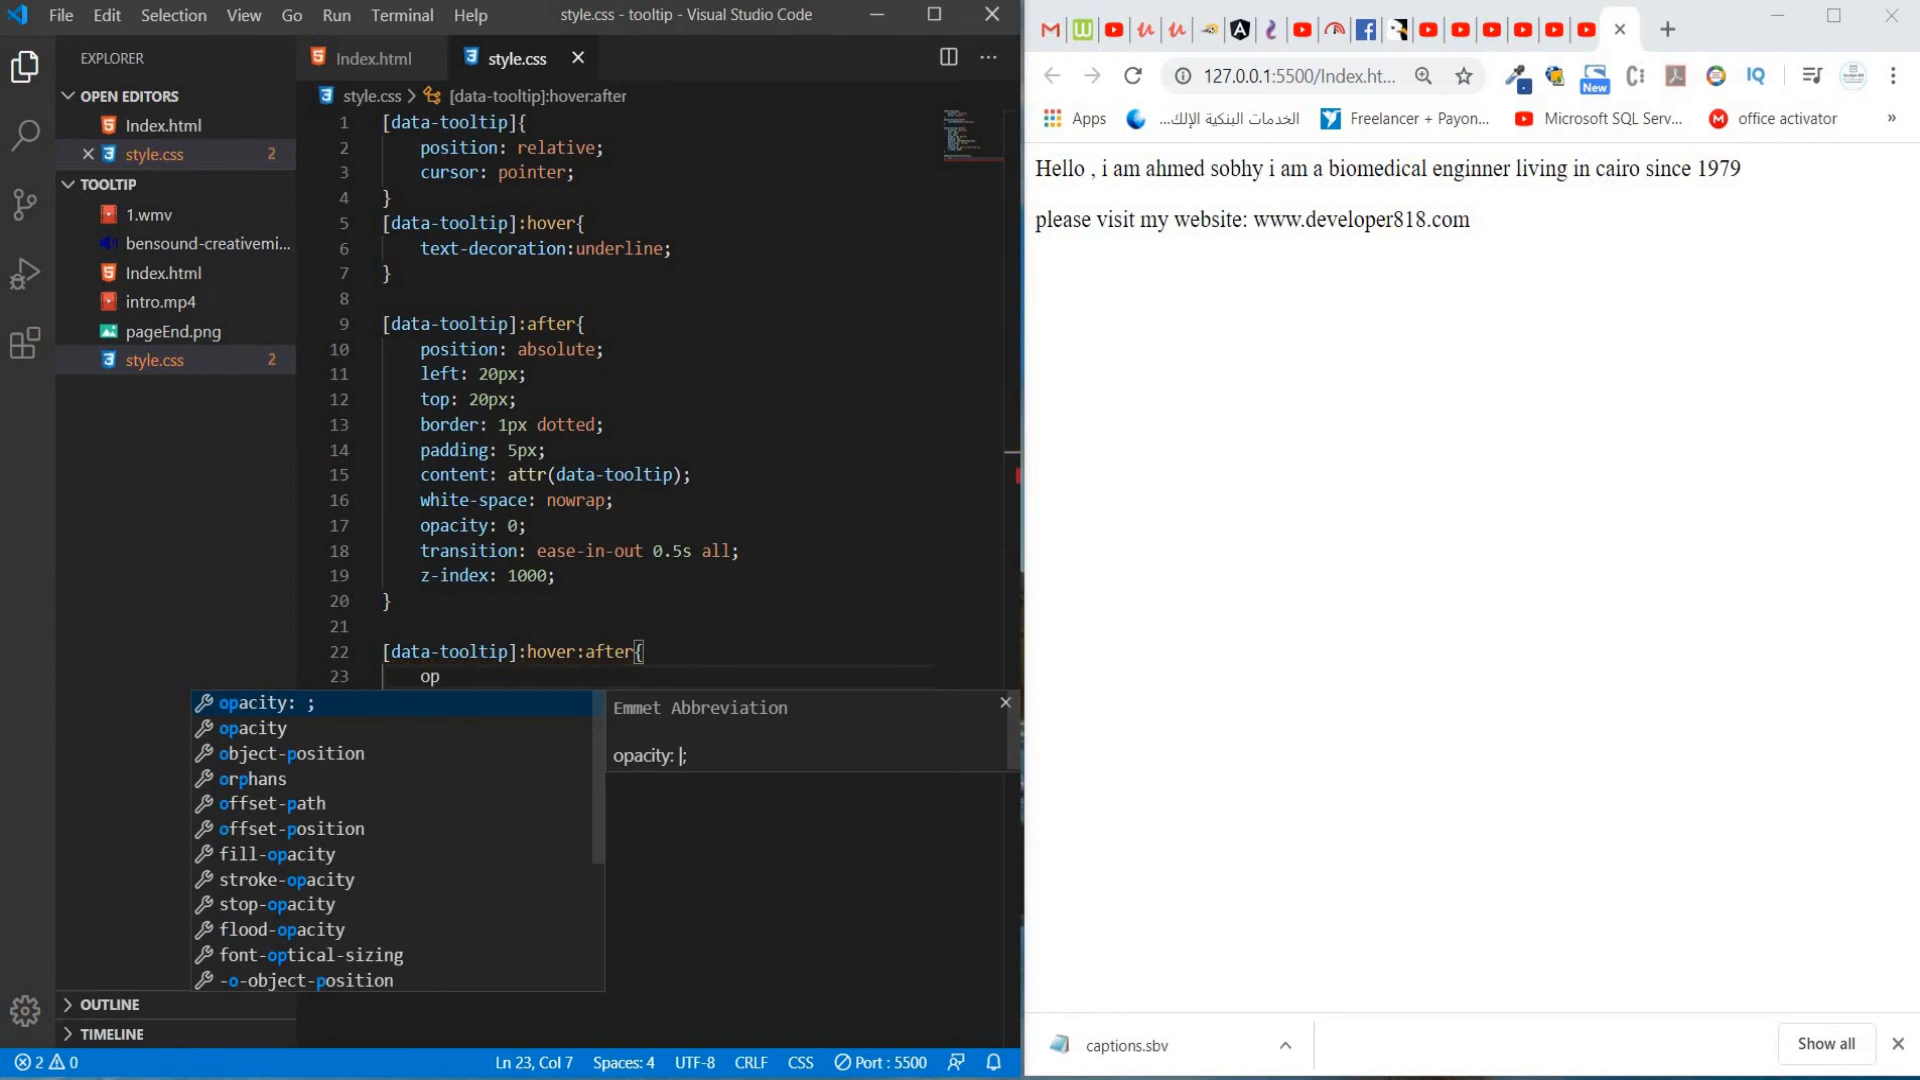 File Edit Selection View Go Run Terminal Help
style.css - tooltip - Visual Studio Code
EXPLORER
OPEN EDITORS
Index.html
style.css 2
TOOLTIP
1.wmv
bensound-creativemi...
Index.html
intro.mp4
pageEnd.png
style.css 2
OUTLINE
TIMELINE
Index.html
style.css
style.css > [data-tooltip]:hover:after
1 [data-tooltip]{
2 position: relative;
3 cursor: pointer;
4 }
5 [data-tooltip]:hover{
6 text-decoration:underline;
7 }
8
9 [data-tooltip]:after{
10 position: absolute;
11 left: 20px;
12 top: 20px;
13 border: 1px dotted;
14 padding: 5px;
15 content: attr(data-tooltip);
16 white-space: nowrap;
17 opacity: 0;
18 transition: ease-in-out 0.5s all;
19 z-index: 1000;
20 }
21
22 [data-tooltip]:hover:after{
23 op
opacity: ;
opacity
object-position
orphans
offset-path
offset-position
fill-opacity
stroke-opacity
stop-opacity
flood-opacity
font-optical-sizing
-o-object-position
Emmet Abbreviation
opacity: |;
2 0
Ln 23, Col 7
Spaces: 4
UTF-8
CRLF
CSS
Port : 5500
127.0.0.1:5500/Index.ht...
New
IQ
Apps
الخدمات البنكية الإلك...
Freelancer + Payon...
Microsoft SQL Serv...
office activator
»
Hello , i am ahmed sobhy i am a biomedical enginner living in cairo since 1979
please visit my website: www.developer818.com
captions.sbv
Show all